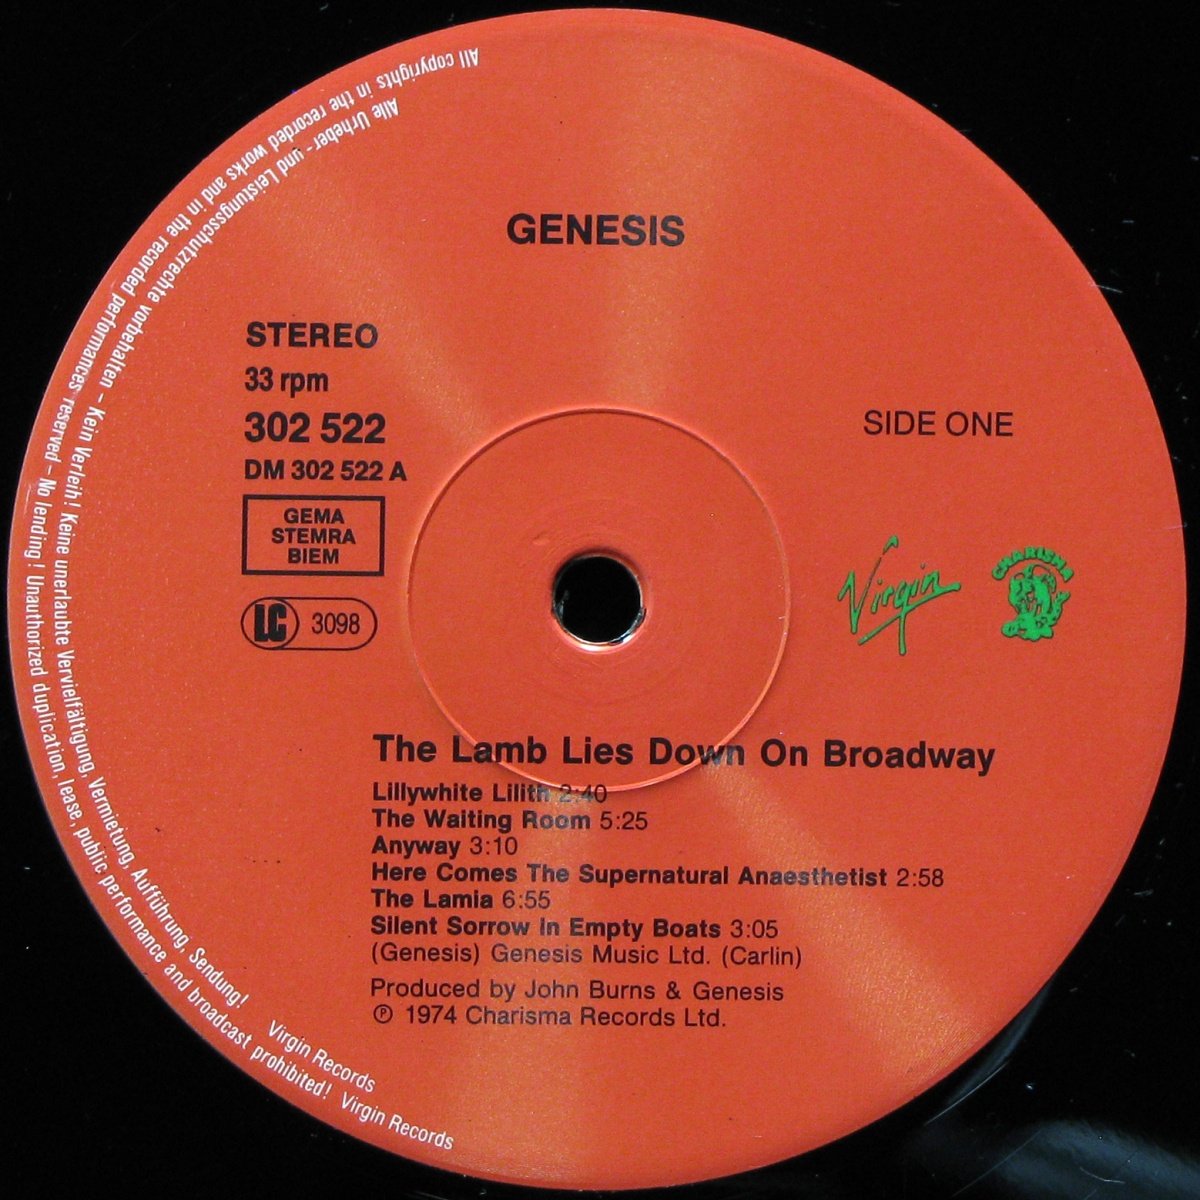 GENESIS
STEREO
33 rpm
302 522
DM 302 522 A
GEMA
STEMRA
BIEM
LC 3098
SIDE ONE
Virgin
CHARISMA
The Lamb Lies Down On Broadway
Lillywhite Lilith 2:40
The Waiting Room 5:25
Anyway 3:10
Here Comes The Supernatural Anaesthetist 2:58
The Lamia 6:55
Silent Sorrow In Empty Boats 3:05
(Genesis) Genesis Music Ltd. (Carlin)
Produced by John Burns & Genesis
℗ 1974 Charisma Records Ltd.
All copyrights in the recorded works and in the recorded performances reserved – No lending! Unauthorized duplication, lease, public performance and broadcast prohibited! Virgin Records
Alle Urheber- und Leistungsschutzrechte vorbehalten – Kein Verleih! Keine unerlaubte Vervielfältigung, Vermietung, Aufführung, Sendung! Virgin Records